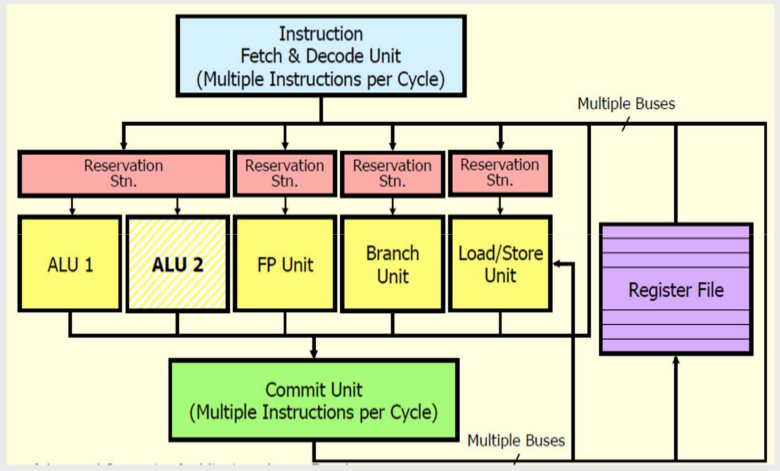 Instruction
Fetch & Decode Unit
(Multiple Instructions per Cycle)
Multiple Buses
Reservation
Stn.
Reservation
Stn.
Reservation
Stn.
Reservation
Stn.
ALU 1
ALU 2
FP Unit
Branch
Unit
Load/Store
Unit
Register File
Commit Unit
(Multiple Instructions per Cycle)
Multiple Buses